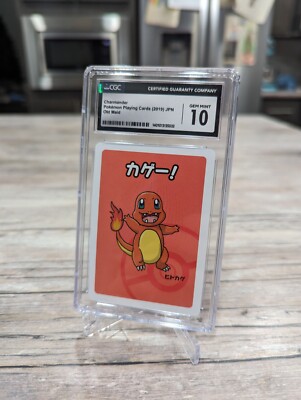 CGC
CERTIFIED GUARANTY COMPANY
Charmander
Pokémon Playing Cards (2019) JPN
Old Maid
GEM MINT
10
カゲー!
ヒトカゲ